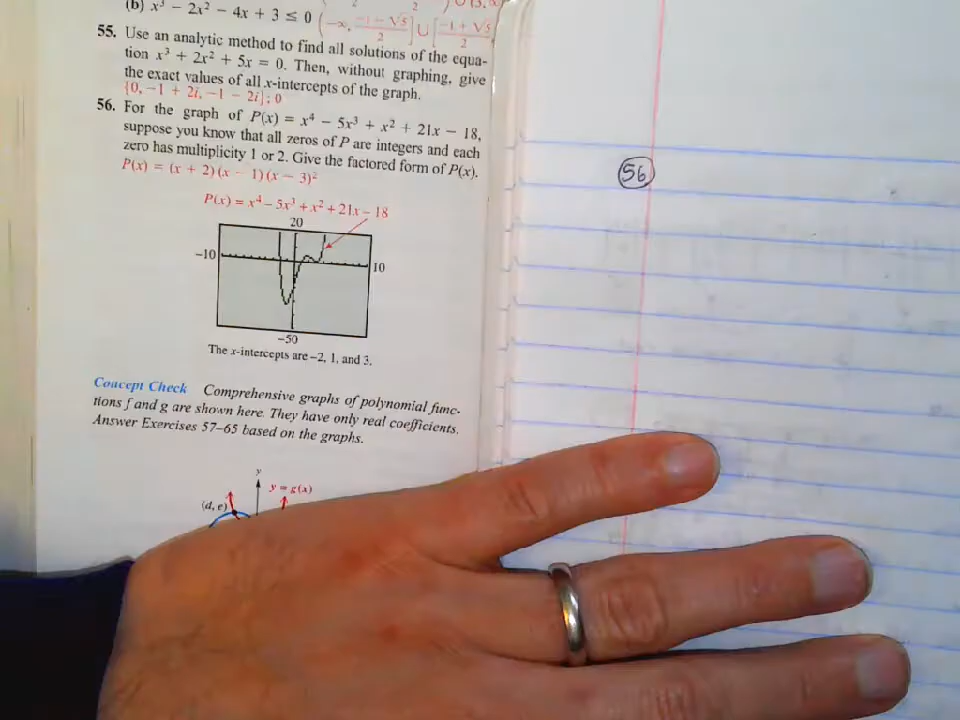 (b) x³ − 2x² − 4x + 3 ≤ 0
55. Use an analytic method to find all solutions of the equa-
tion x³ + 2x² + 5x = 0. Then, without graphing, give
the exact values of all x-intercepts of the graph.
{0, −1 + 2i, −1 − 2i}; 0
56. For the graph of P(x) = x⁴ − 5x³ + x² + 21x − 18,
suppose you know that all zeros of P are integers and each
zero has multiplicity 1 or 2. Give the factored form of P(x).
P(x) = (x + 2)(x − 1)(x − 3)²
P(x) = x⁴ − 5x³ + x² + 21x − 18
20
−10
10
−50
The x-intercepts are −2, 1, and 3.
Concept Check Comprehensive graphs of polynomial func-
tions f and g are shown here. They have only real coefficients.
Answer Exercises 57–65 based on the graphs.
y
y = g(x)
(d, e)
56